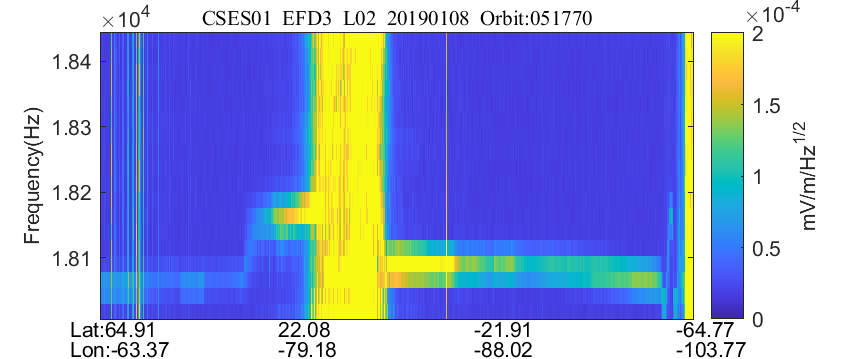 CSES01 EFD3 L02 20190108 Orbit:051770
×10⁴
×10⁻⁴
1.84
1.83
1.82
1.81
Frequency(Hz)
2
1.5
1
0.5
0
mV/m/Hz^1/2
Lat:64.91 22.08 -21.91 -64.77
Lon:-63.37 -79.18 -88.02 -103.77